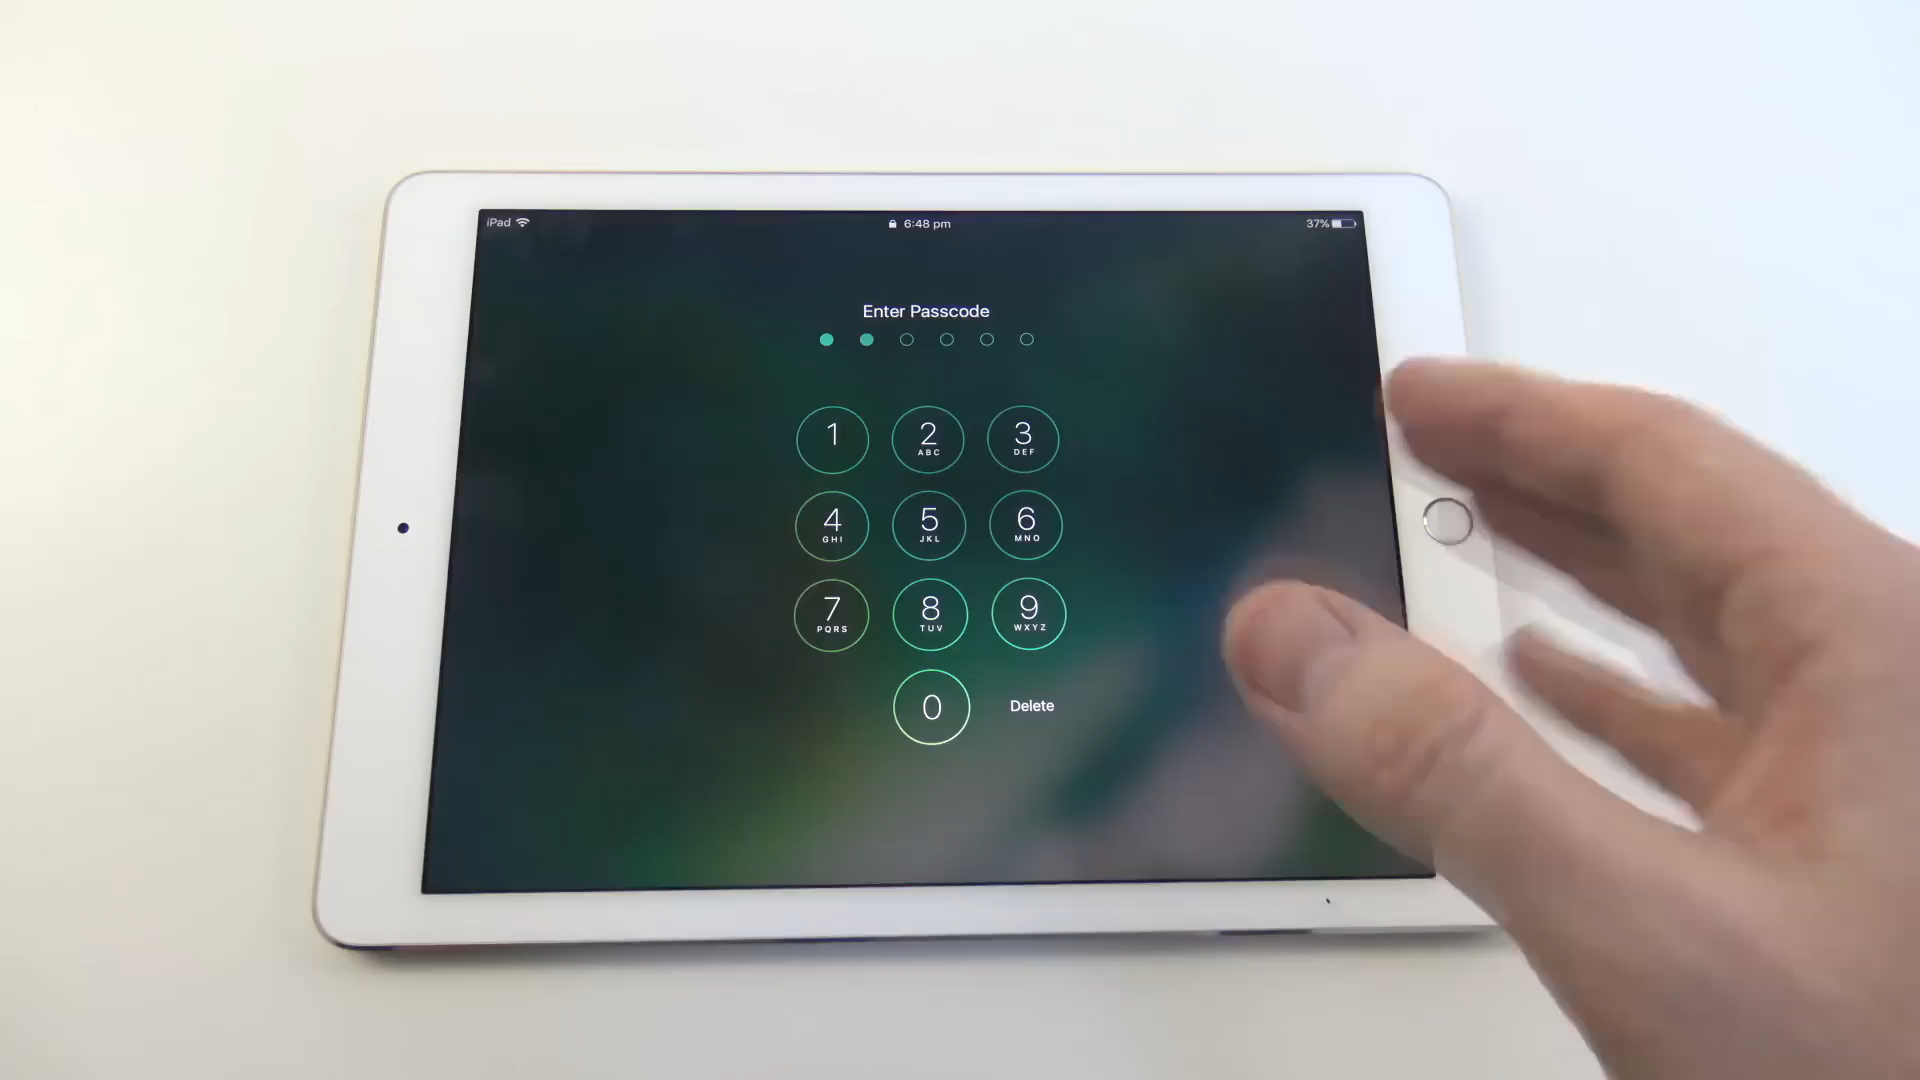 iPad 6:48 pm 37%
Enter Passcode
1 2 3
ABC DEF
4 5 6
GHI JKL MNO
7 8 9
PQRS TUV WXYZ
0 Delete